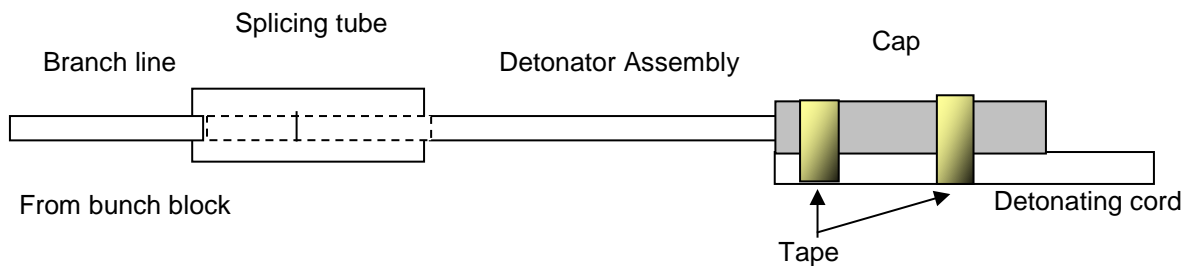 Splicing tube
Cap
Branch line
Detonator Assembly
From bunch block
Detonating cord
Tape